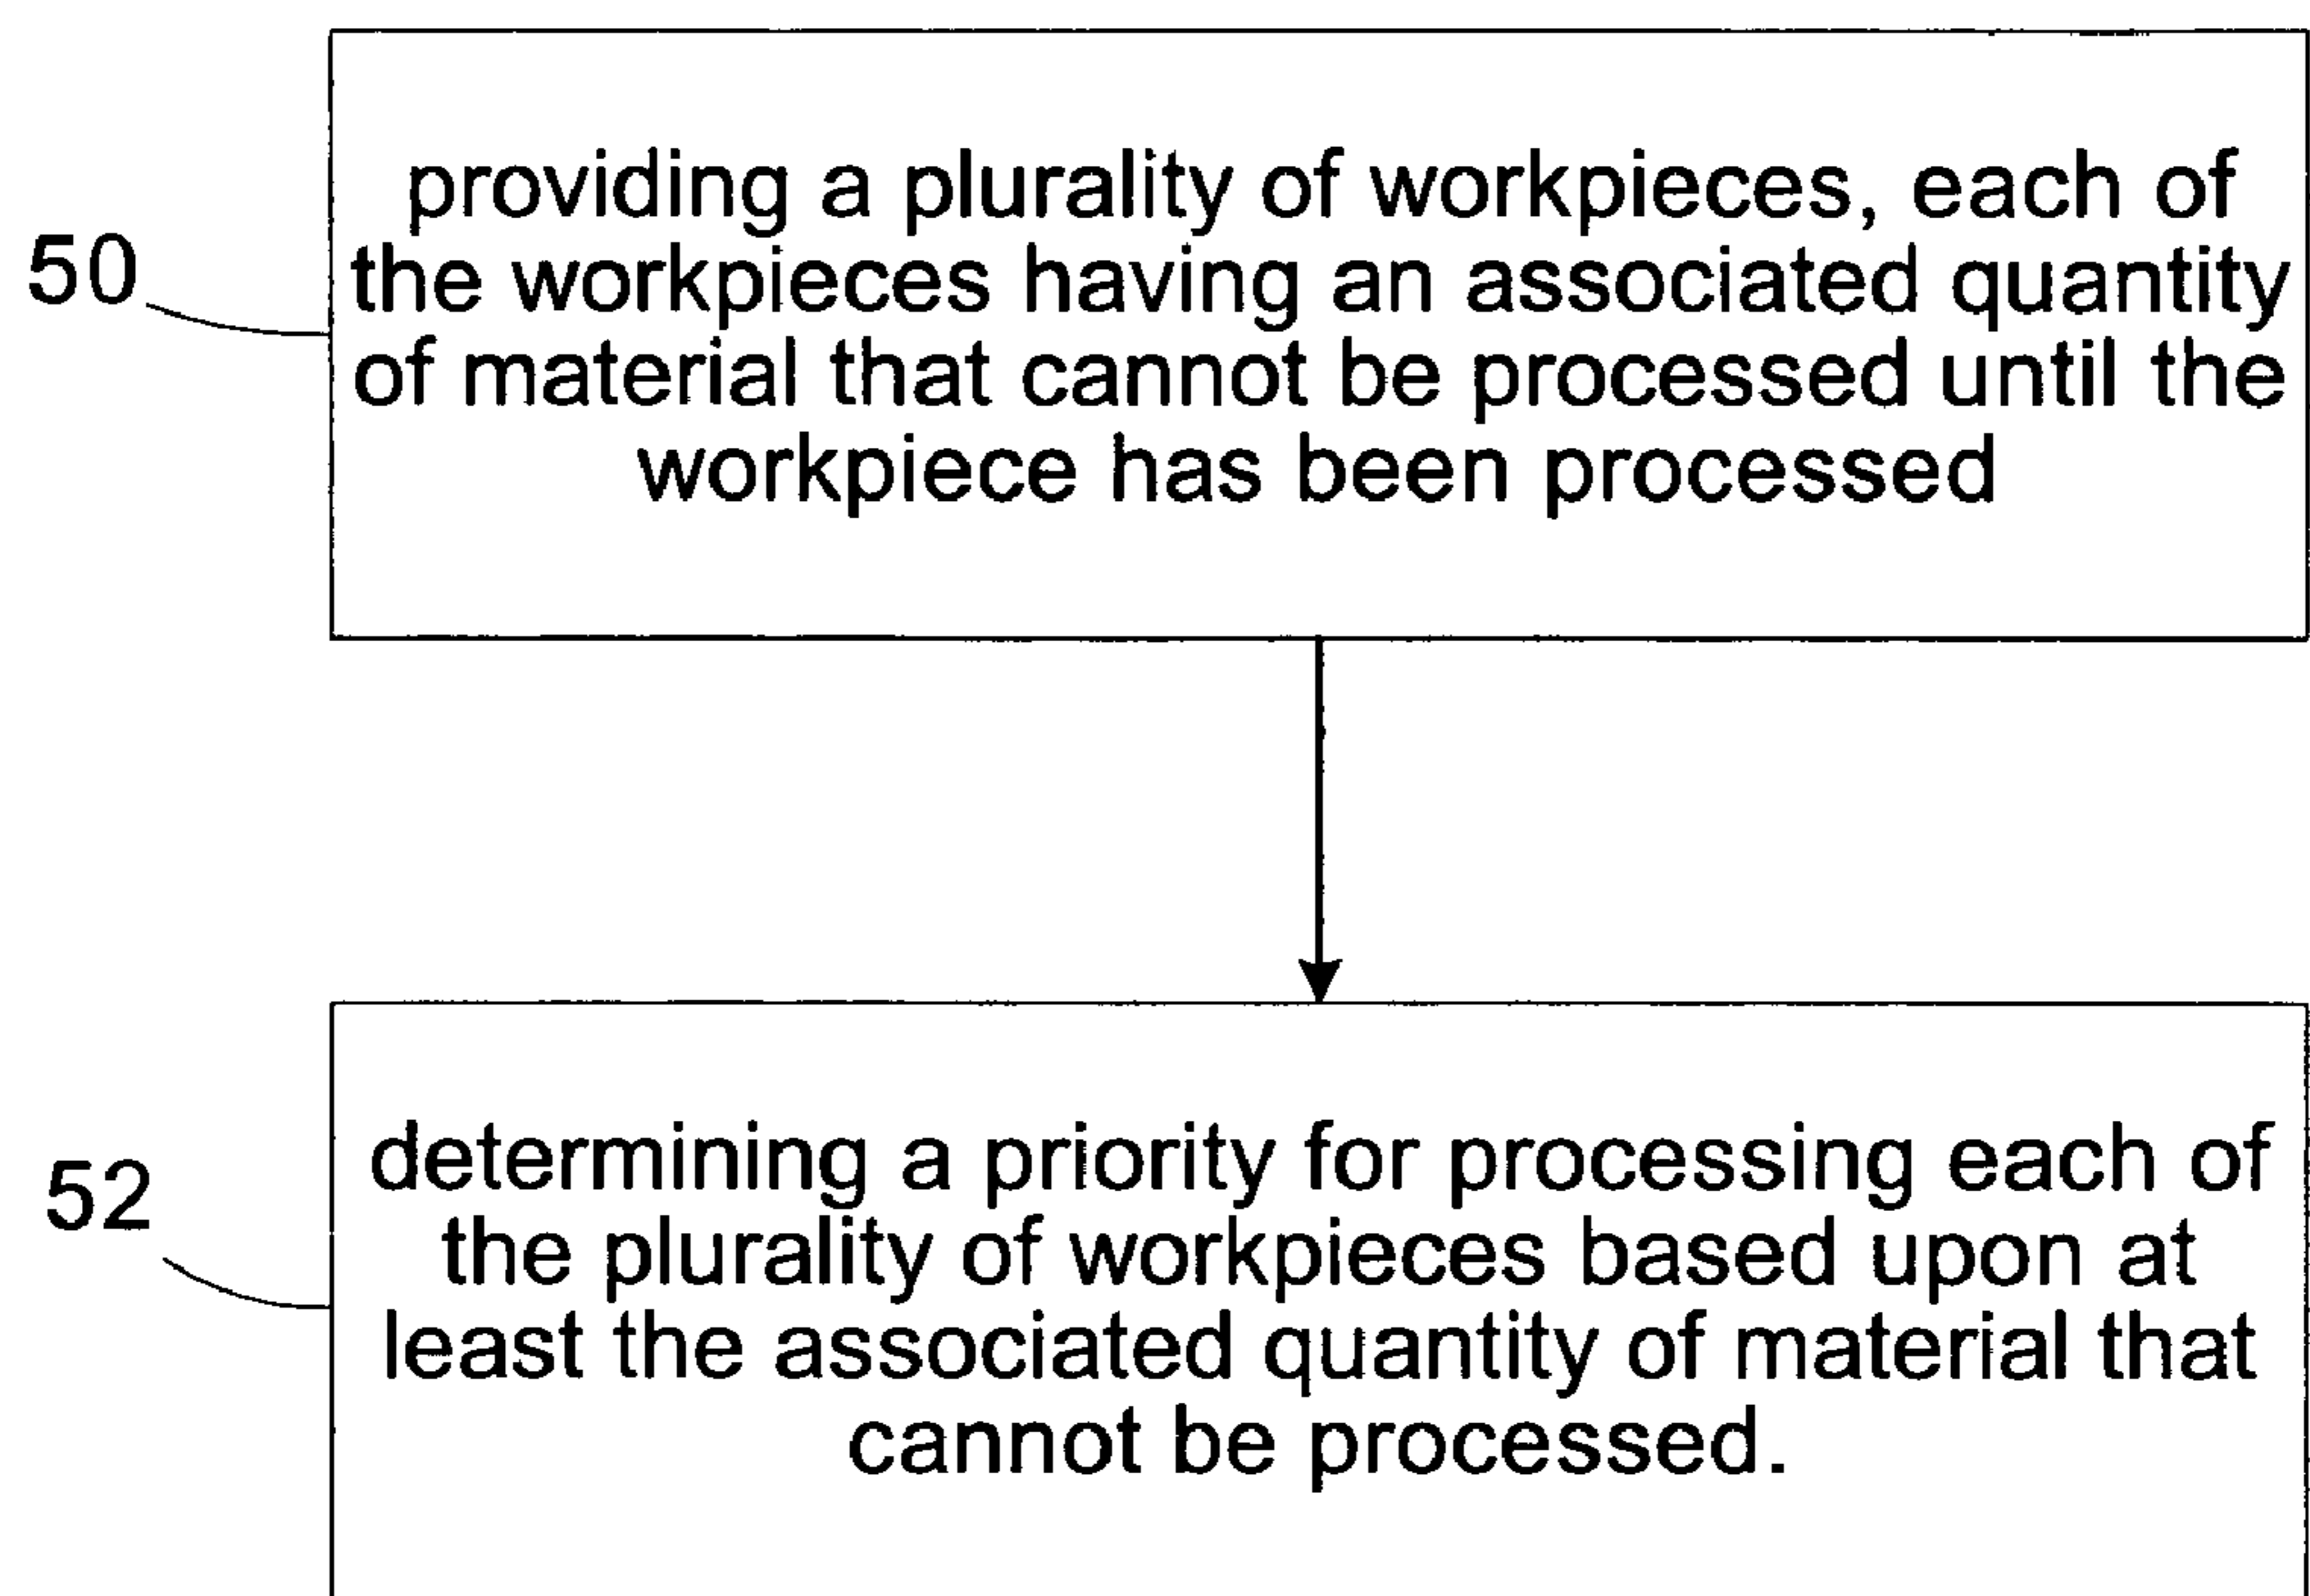 providing a plurality of workpieces, each of
50
the workpieces having an associated quantity
of material that cannot be processed until the
workpiece has been processed
determining a priority for processing each of
52
the plurality of workpieces based upon at
least the associated quantity of material that
cannot be processed.